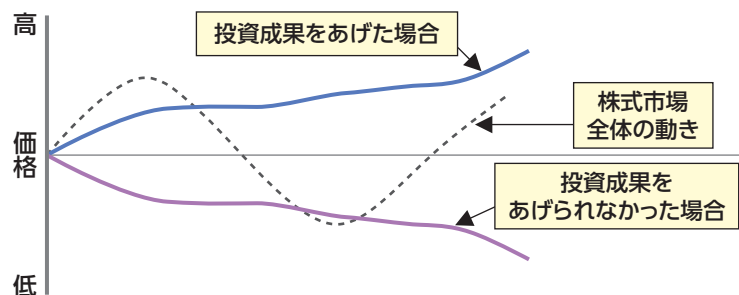 高
投資成果をあげた場合
株式市場
全体の動き
価格
投資成果を
あげられなかった場合
低